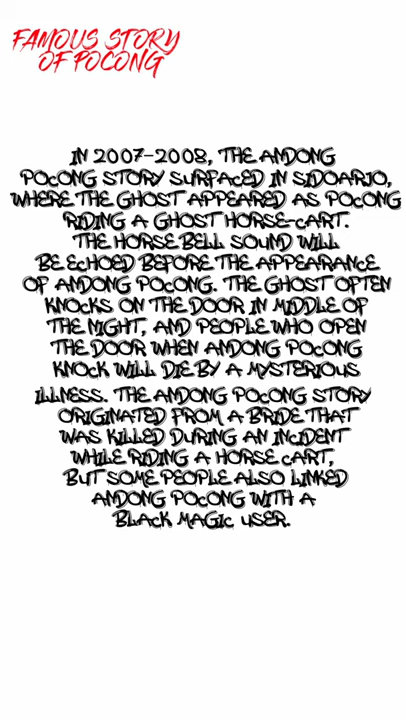 FAMOUS STORY
OF POCONG
IN 2007-2008, THE ANDONG
POCONG STORY SURFACED IN SIDOARJO,
WHERE THE GHOST APPEARED AS POCONG
RIDING A GHOST HORSE-CART.
THE HORSE BELL SOUND WILL
BE ECHOED BEFORE THE APPEARANCE
OF ANDONG POCONG. THE GHOST OFTEN
KNOCKS ON THE DOOR IN MIDDLE OF
THE NIGHT, AND PEOPLE WHO OPEN
THE DOOR WHEN ANDONG POCONG
KNOCK WILL DIE BY A MYSTERIOUS
ILLNESS. THE ANDONG POCONG STORY
ORIGINATED FROM A BRIDE THAT
WAS KILLED DURING AN INCIDENT
WHILE RIDING A HORSE CART,
BUT SOME PEOPLE ALSO LINKED
ANDONG POCONG WITH A
BLACK MAGIC USER.